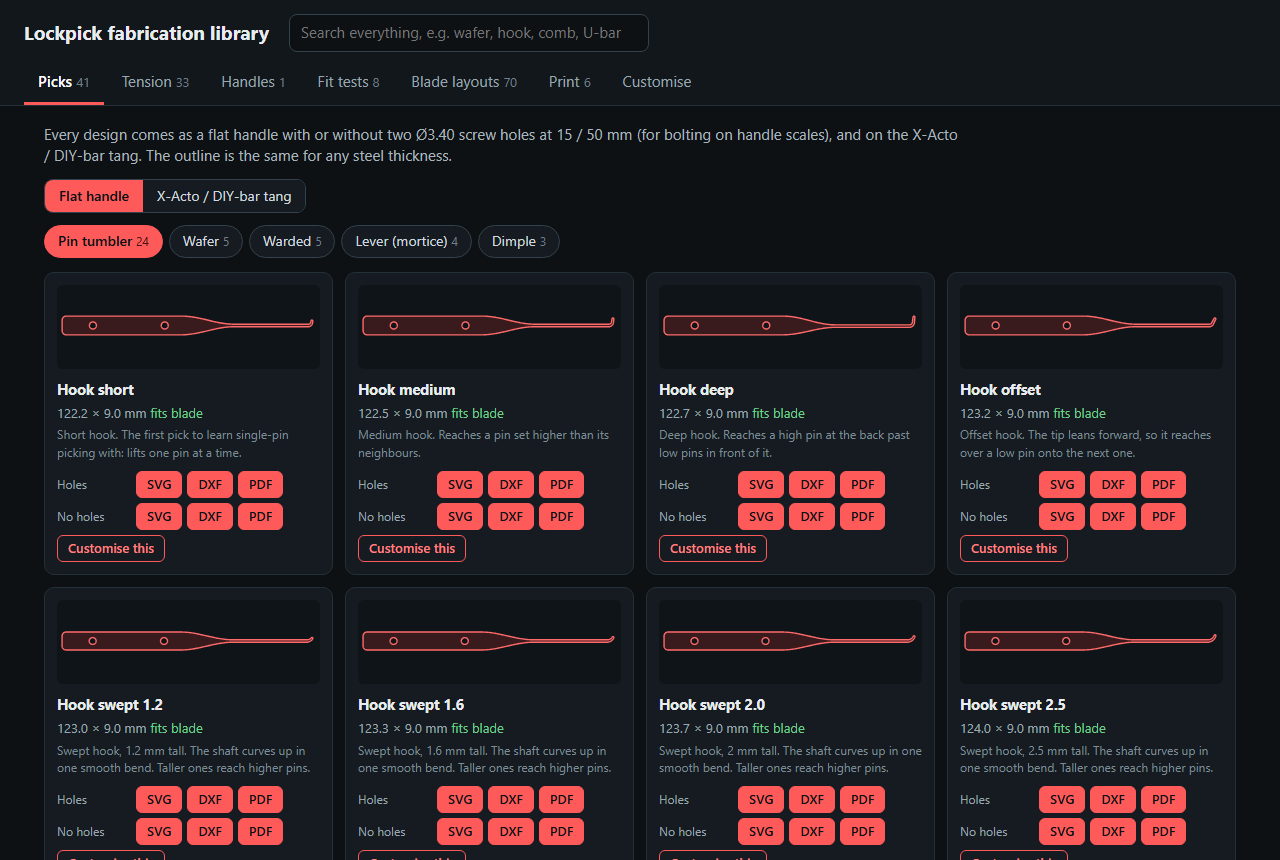 Lockpick fabrication library
Search everything, e.g. wafer, hook, comb, U-bar
Picks 41 Tension 33 Handles 1 Fit tests 8 Blade layouts 70 Print 6 Customise
Every design comes as a flat handle with or without two Ø3.40 screw holes at 15 / 50 mm (for bolting on handle scales), and on the X-Acto
/ DIY-bar tang. The outline is the same for any steel thickness.
Flat handle X-Acto / DIY-bar tang
Pin tumbler 24 Wafer 5 Warded 5 Lever (mortice) 4 Dimple 3
Hook short
122.2 × 9.0 mm fits blade
Short hook. The first pick to learn single-pin
picking with: lifts one pin at a time.
Holes SVG DXF PDF
No holes SVG DXF PDF
Customise this
Hook medium
122.5 × 9.0 mm fits blade
Medium hook. Reaches a pin set higher than its
neighbours.
Holes SVG DXF PDF
No holes SVG DXF PDF
Customise this
Hook deep
122.7 × 9.0 mm fits blade
Deep hook. Reaches a high pin at the back past
low pins in front of it.
Holes SVG DXF PDF
No holes SVG DXF PDF
Customise this
Hook offset
123.2 × 9.0 mm fits blade
Offset hook. The tip leans forward, so it reaches
over a low pin onto the next one.
Holes SVG DXF PDF
No holes SVG DXF PDF
Customise this
Hook swept 1.2
123.0 × 9.0 mm fits blade
Swept hook, 1.2 mm tall. The shaft curves up in
one smooth bend. Taller ones reach higher pins.
Holes SVG DXF PDF
No holes SVG DXF PDF
Hook swept 1.6
123.3 × 9.0 mm fits blade
Swept hook, 1.6 mm tall. The shaft curves up in
one smooth bend. Taller ones reach higher pins.
Holes SVG DXF PDF
No holes SVG DXF PDF
Hook swept 2.0
123.7 × 9.0 mm fits blade
Swept hook, 2 mm tall. The shaft curves up in one
smooth bend. Taller ones reach higher pins.
Holes SVG DXF PDF
No holes SVG DXF PDF
Hook swept 2.5
124.0 × 9.0 mm fits blade
Swept hook, 2.5 mm tall. The shaft curves up in
one smooth bend. Taller ones reach higher pins.
Holes SVG DXF PDF
No holes SVG DXF PDF